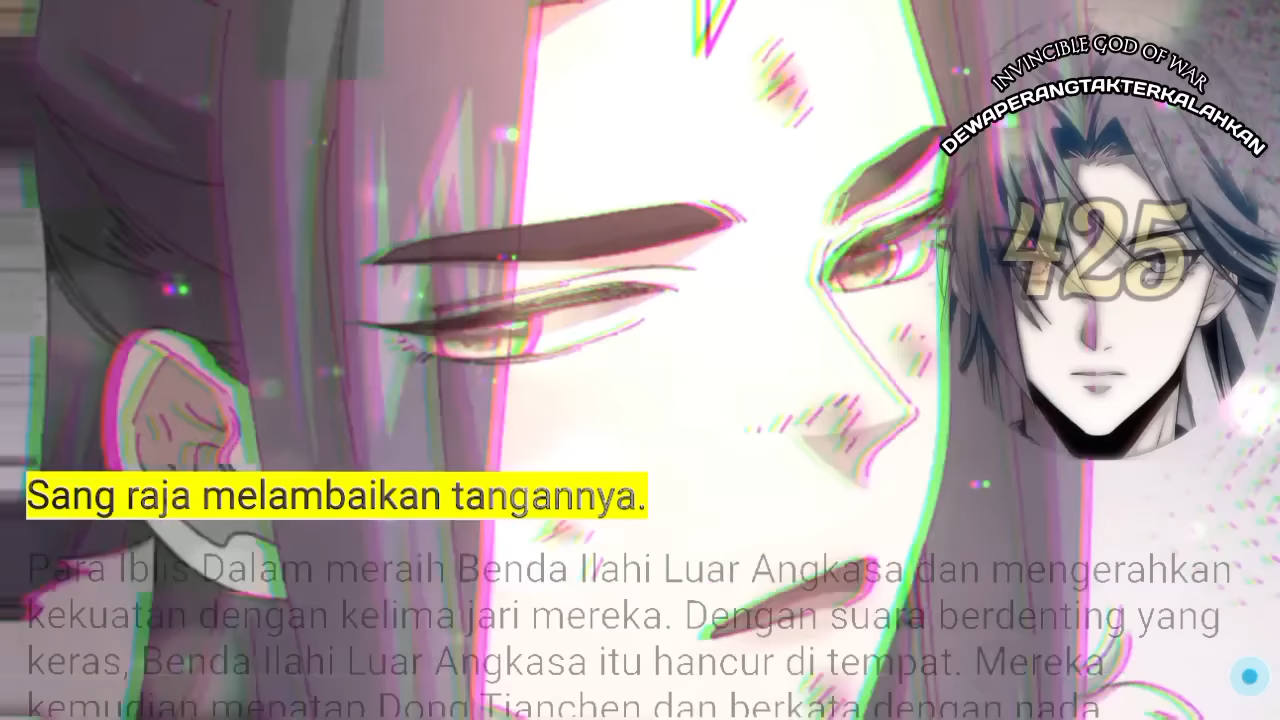 INVINCIBLE GOD OF WAR
DEWAPERANGTAKTERKALAHKAN
425
Sang raja melambaikan tangannya.
Para Iblis Dalam meraih Benda Ilahi Luar Angkasa dan mengerahkan
kekuatan dengan kelima jari mereka. Dengan suara berdenting yang
keras, Benda Ilahi Luar Angkasa itu hancur di tempat. Mereka
kemudian menatap Dong Tianchen dan berkata dengan nada